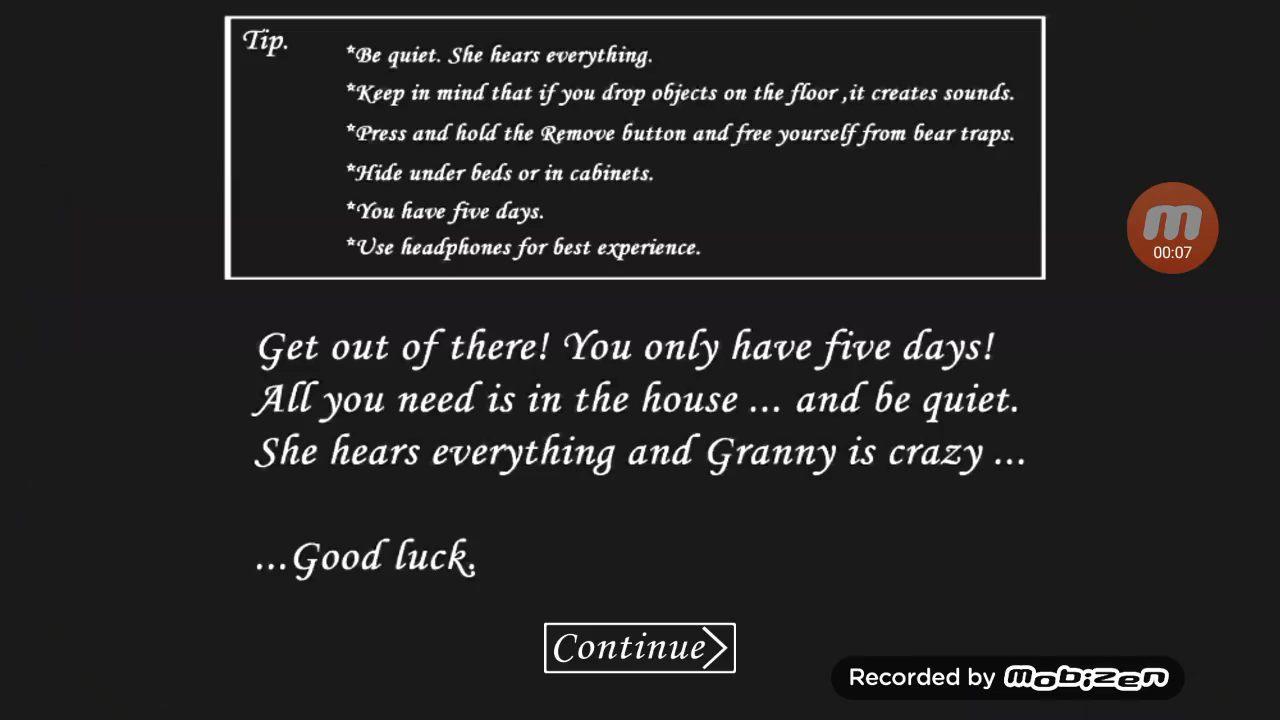 Tip.
*Be quiet. She hears everything.
*Keep in mind that if you drop objects on the floor ,it creates sounds.
*Press and hold the Remove button and free yourself from bear traps.
*Hide under beds or in cabinets.
*You have five days.
*Use headphones for best experience.
00:07
Get out of there! You only have five days!
All you need is in the house ... and be quiet.
She hears everything and Granny is crazy ...
...Good luck.
Continue
Recorded by mobizen